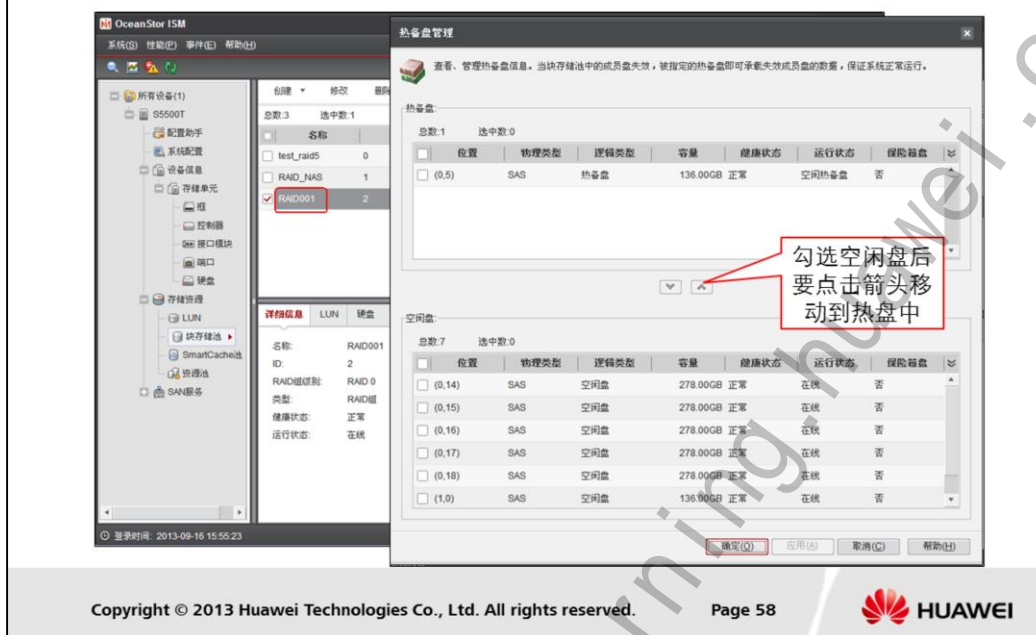 OceanStor ISM
系统(S) 性能(P) 事件(E) 帮助(H)
所有设备(1)
S5500T
配置助手
系统配置
设备信息
存储单元
框
控制器
接口模块
端口
硬盘
存储资源
LUN
块存储池
SmartCache池
资源池
SAN服务
登录时间: 2013-09-16 15:55:23
创建 修改 删除
总数:3 选中数:1
名称
test_raid5 0
RAID_NAS 1
RAID001 2
详细信息 LUN 硬盘
名称: RAID001
ID: 2
RAID组级别: RAID 0
类型: RAID组
健康状态: 正常
运行状态: 在线
热备盘管理
查看、管理热备盘信息。当块存储池中的成员盘失效，被指定的热备盘即可承载失效成员盘的数据，保证系统正常运行。
热备盘:
总数:1 选中数:0
位置 物理类型 逻辑类型 容量 健康状态 运行状态 保险箱盘
(0,5) SAS 热备盘 136.00GB 正常 空闲热备盘 否
勾选空闲盘后
要点击箭头移
动到热盘中
空闲盘:
总数:7 选中数:0
位置 物理类型 逻辑类型 容量 健康状态 运行状态 保险箱盘
(0,14) SAS 空闲盘 278.00GB 正常 在线 否
(0,15) SAS 空闲盘 278.00GB 正常 在线 否
(0,16) SAS 空闲盘 278.00GB 正常 在线 否
(0,17) SAS 空闲盘 278.00GB 正常 在线 否
(0,18) SAS 空闲盘 278.00GB 正常 在线 否
(1,0) SAS 空闲盘 136.00GB 正常 在线 否
确定(O) 应用(A) 取消(C) 帮助(H)
rning.huawei.c
Copyright © 2013 Huawei Technologies Co., Ltd. All rights reserved. Page 58
HUAWEI